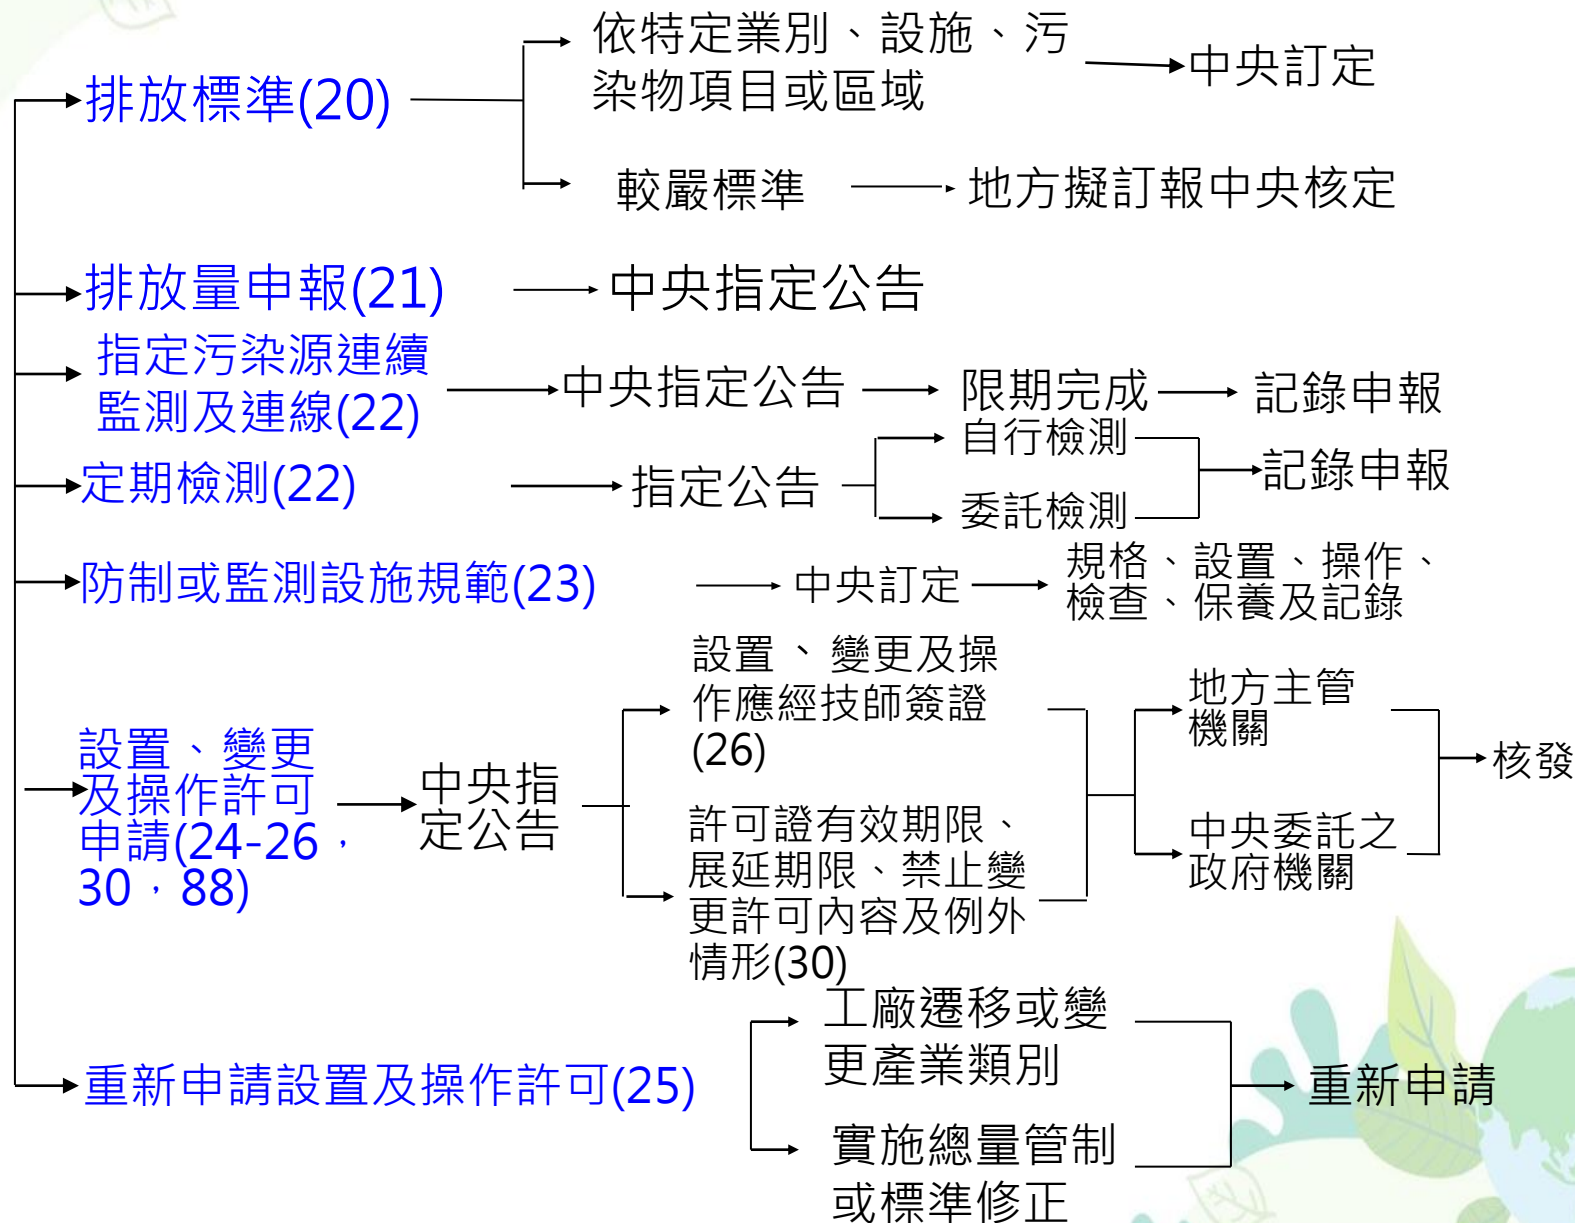 排放標準(20)
依特定業別、設施、污
染物項目或區域
中央訂定
較嚴標準
地方擬訂報中央核定
排放量申報(21)
中央指定公告
指定污染源連續
監測及連線(22)
中央指定公告
限期完成
記錄申報
定期檢測(22)
指定公告
自行檢測
委託檢測
記錄申報
防制或監測設施規範(23)
中央訂定
規格、設置、操作、
檢查、保養及記錄
設置、變更
及操作許可
申請(24-26，
30，88)
中央指
定公告
設置、變更及操
作應經技師簽證
(26)
許可證有效期限、
展延期限、禁止變
更許可內容及例外
情形(30)
地方主管
機關
中央委託之
政府機關
核發
重新申請設置及操作許可(25)
工廠遷移或變
更產業類別
實施總量管制
或標準修正
重新申請